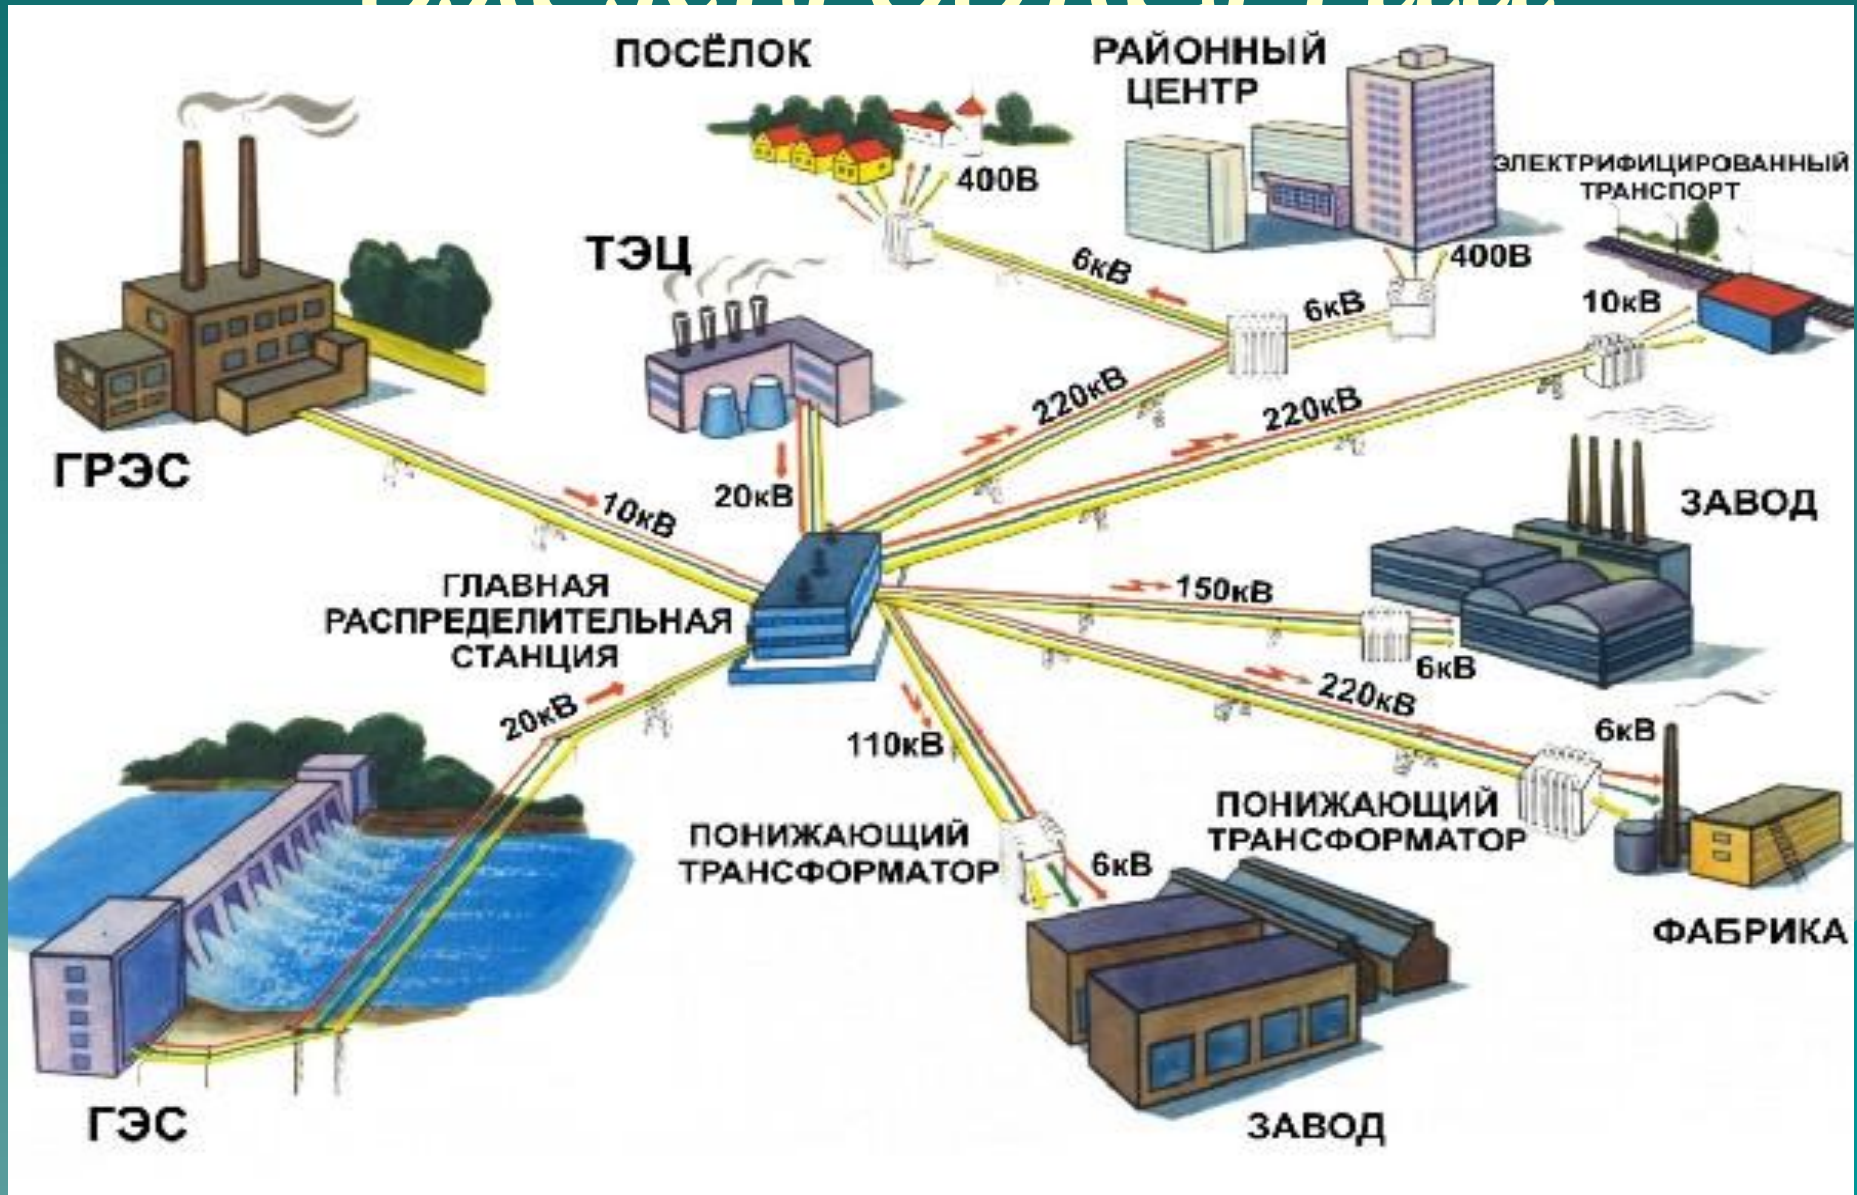 ПОСЁЛОК
РАЙОННЫЙ
ЦЕНТР
ЭЛЕКТРИФИЦИРОВАННЫЙ
ТРАНСПОРТ
400В
ТЭЦ
400В
6кВ
6кВ
10кВ
220кВ
220кВ
ГРЭС
20кВ
10кВ
ЗАВОД
ГЛАВНАЯ
РАСПРЕДЕЛИТЕЛЬНАЯ
СТАНЦИЯ
150кВ
6кВ
20кВ
220кВ
6кВ
110кВ
ПОНИЖАЮЩИЙ
ТРАНСФОРМАТОР
ПОНИЖАЮЩИЙ
ТРАНСФОРМАТОР
6кВ
ФАБРИКА
ГЭС
ЗАВОД